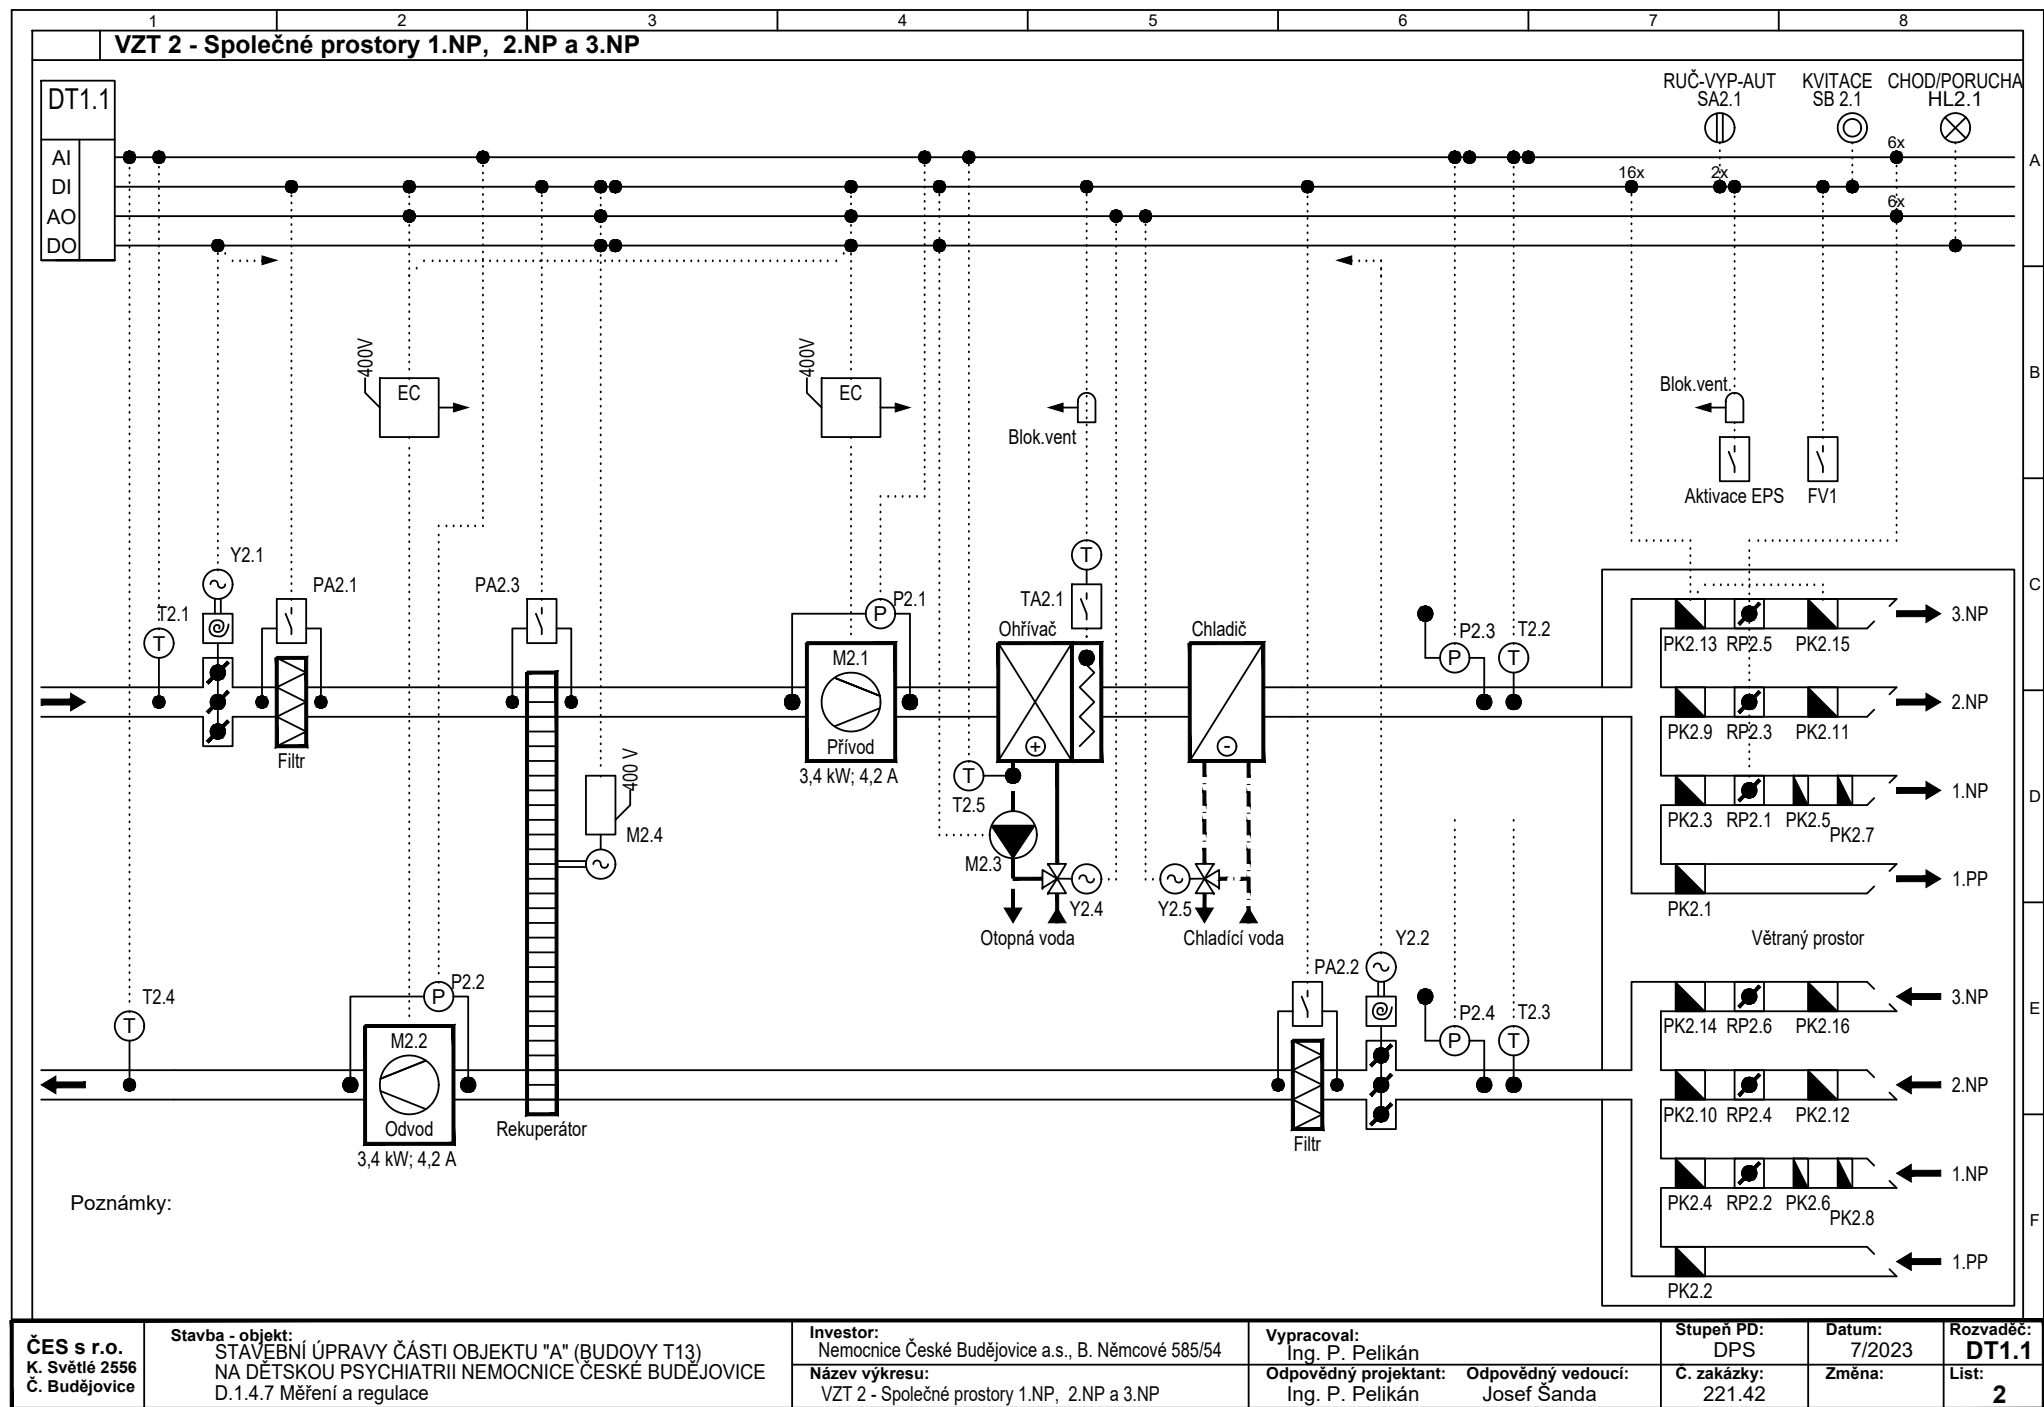 1 2 3 4 5 6 7 8
VZT 2 - Společné prostory 1.NP, 2.NP a 3.NP
DT1.1
RUČ-VYP-AUT KVITACE CHOD/PORUCHA
SA2.1 SB 2.1 HL2.1
AI 6x A
DI 16x 2x
AO 6x
DO
400V 400V
EC EC Blok.vent. B
Blok.vent
Aktivace EPS FV1
Y2.1 T
PA2.1 PA2.3 TA2.1 P2.1 C
T2.1 P
T Ohřívač Chladič P2.3 T2.2 3.NP
M2.1 P T PK2.13 RP2.5 PK2.15
2.NP
PK2.9 RP2.3 PK2.11
Filtr Přívod
3,4 kW; 4,2 A
400 V
T
T2.5
1.NP D
M2.4 PK2.3 RP2.1 PK2.5
PK2.7
M2.3
1.PP
Y2.4 Y2.5 PK2.1
Otopná voda Chladící voda Y2.2 Větraný prostor
PA2.2
T2.4 P2.2 P 3.NP
T P2.4 T2.3 E
M2.2 P T PK2.14 RP2.6 PK2.16
2.NP
PK2.10 RP2.4 PK2.12
Odvod Rekuperátor Filtr
3,4 kW; 4,2 A
1.NP
Poznámky: PK2.4 RP2.2 PK2.6
PK2.8 F
1.PP
PK2.2
ČES s r.o.
K. Světlé 2556
Č. Budějovice
Stavba - objekt:
STAVEBNÍ ÚPRAVY ČÁSTI OBJEKTU "A" (BUDOVY T13)
NA DĚTSKOU PSYCHIATRII NEMOCNICE ČESKÉ BUDĚJOVICE
D.1.4.7 Měření a regulace
Investor:
Nemocnice České Budějovice a.s., B. Němcové 585/54
Název výkresu:
VZT 2 - Společné prostory 1.NP, 2.NP a 3.NP
Vypracoval:
Ing. P. Pelikán
Odpovědný projektant: Odpovědný vedoucí:
Ing. P. Pelikán Josef Šanda
Stupeň PD:
DPS
Č. zakázky:
221.42
Datum:
7/2023
Změna:
Rozvaděč:
DT1.1
List:
2